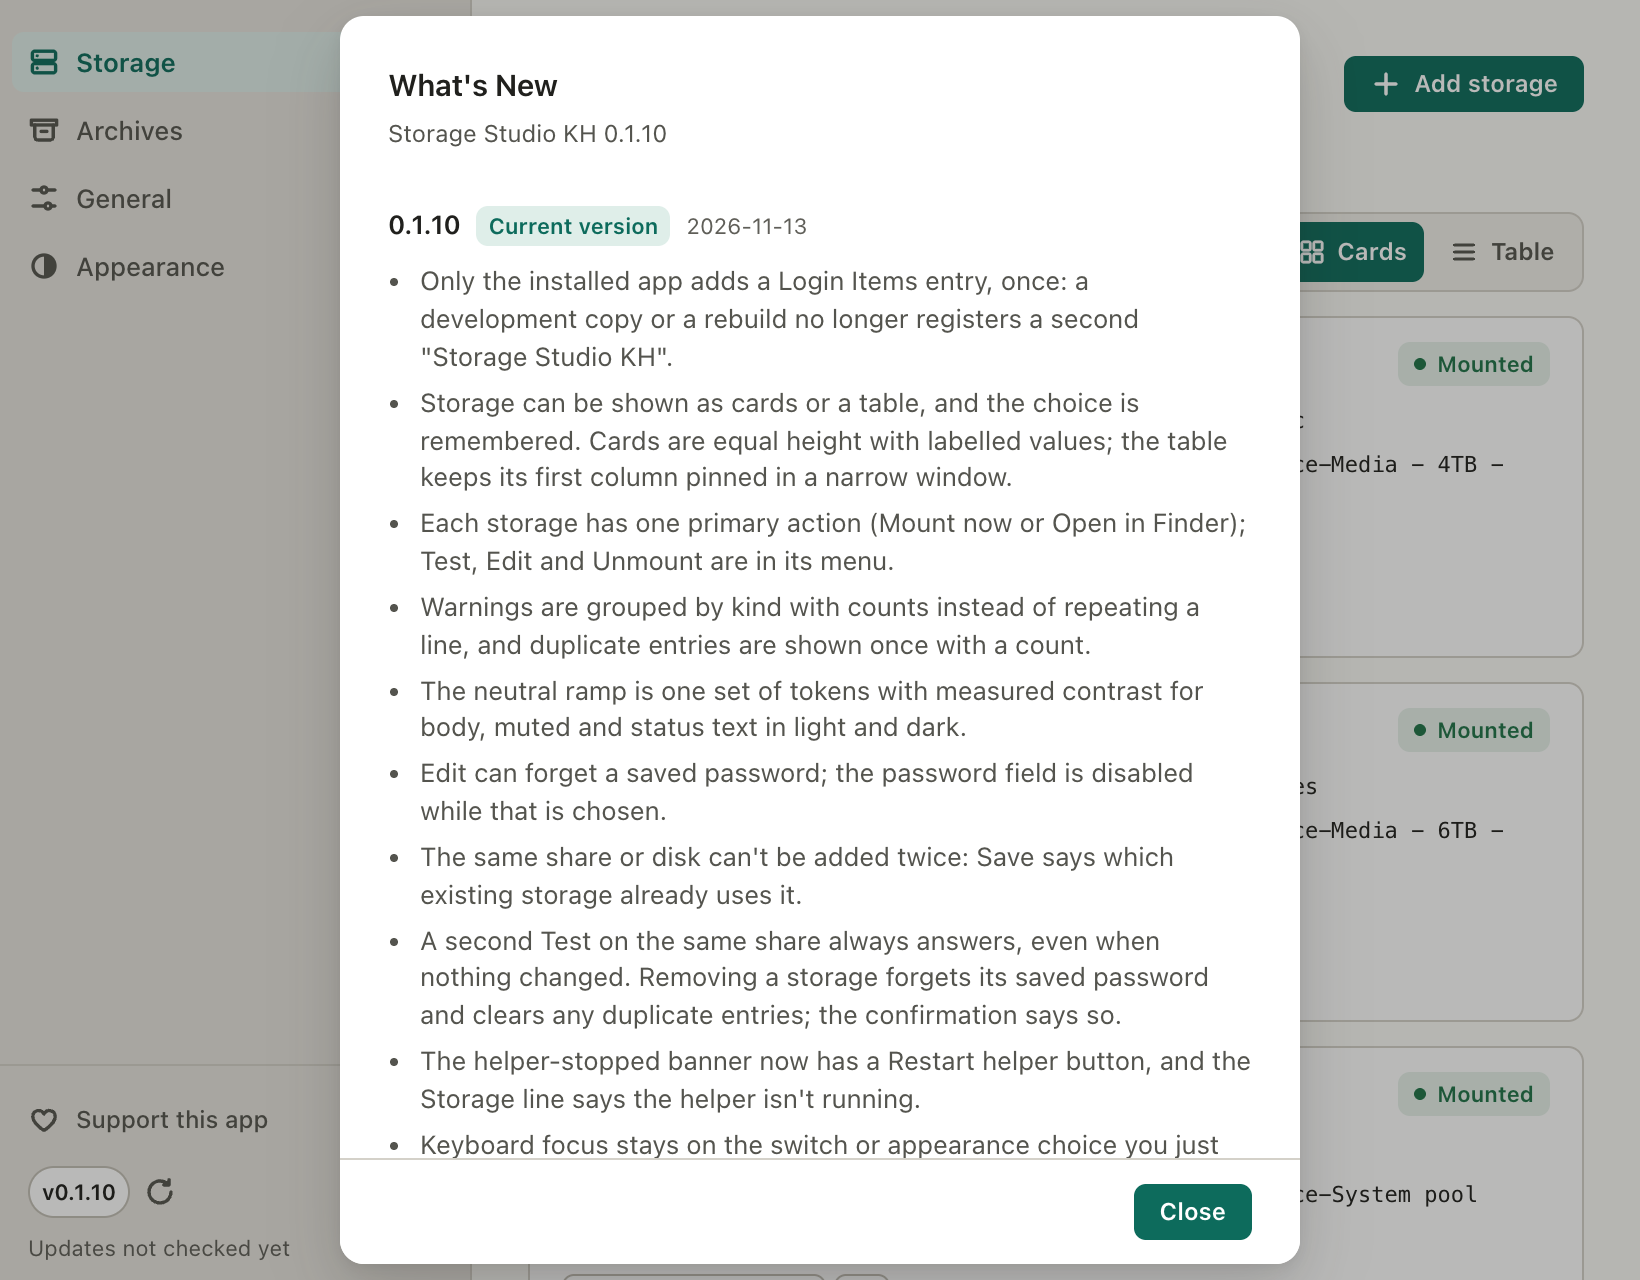 Storage
Archives
General
Appearance
Support this app
v0.1.10
Updates not checked yet
What's New
Storage Studio KH 0.1.10
0.1.10 Current version 2026-11-13
• Only the installed app adds a Login Items entry, once: a
development copy or a rebuild no longer registers a second
"Storage Studio KH".
• Storage can be shown as cards or a table, and the choice is
remembered. Cards are equal height with labelled values; the table
keeps its first column pinned in a narrow window.
• Each storage has one primary action (Mount now or Open in Finder);
Test, Edit and Unmount are in its menu.
• Warnings are grouped by kind with counts instead of repeating a
line, and duplicate entries are shown once with a count.
• The neutral ramp is one set of tokens with measured contrast for
body, muted and status text in light and dark.
• Edit can forget a saved password; the password field is disabled
while that is chosen.
• The same share or disk can't be added twice: Save says which
existing storage already uses it.
• A second Test on the same share always answers, even when
nothing changed. Removing a storage forgets its saved password
and clears any duplicate entries; the confirmation says so.
• The helper-stopped banner now has a Restart helper button, and the
Storage line says the helper isn't running.
• Keyboard focus stays on the switch or appearance choice you just
Close
Add storage
Cards
Table
Mounted
ce–Media – 4TB –
Mounted
es
ce–Media – 6TB –
Mounted
ce–System pool